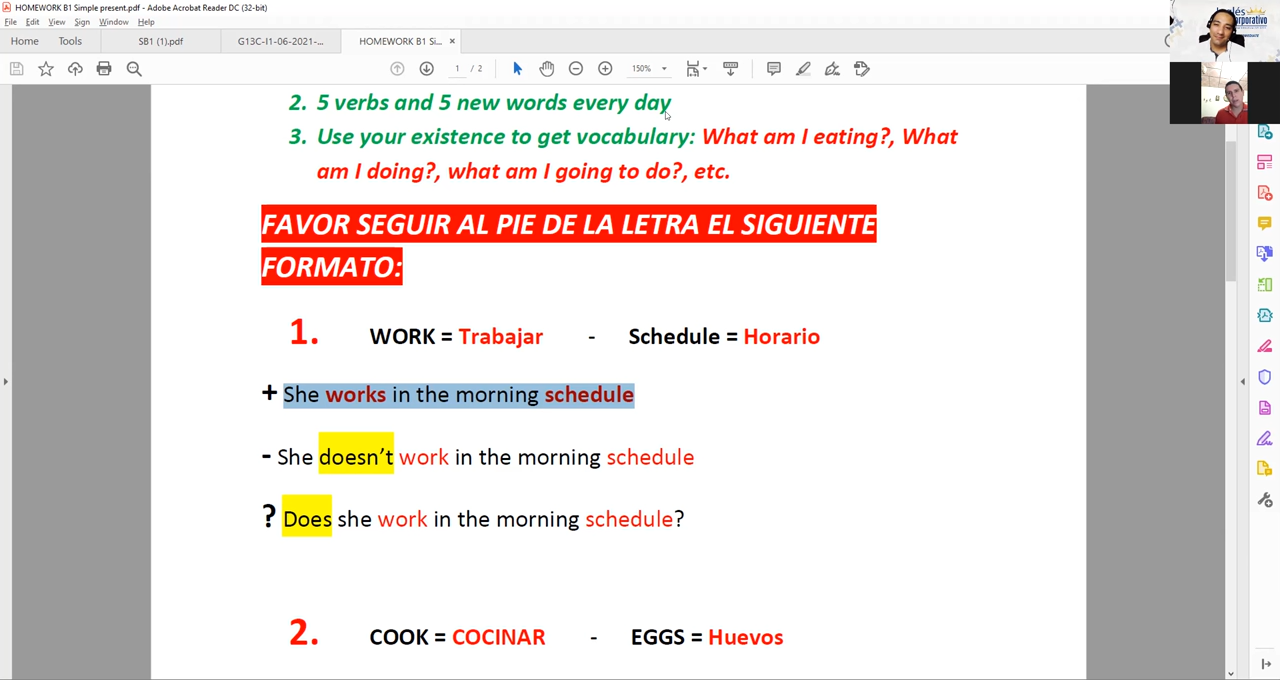 HOMEWORK B1 Simple present.pdf - Adobe Acrobat Reader DC (32-bit)
File Edit View Sign Window Help
Home Tools SB1 (1).pdf G13C-I1-06-2021-... HOMEWORK B1 Si... ×
1 / 2 150%
2. 5 verbs and 5 new words every day
3. Use your existence to get vocabulary: What am I eating?, What
am I doing?, what am I going to do?, etc.
FAVOR SEGUIR AL PIE DE LA LETRA EL SIGUIENTE
FORMATO:
1. WORK = Trabajar - Schedule = Horario
+ She works in the morning schedule
- She doesn’t work in the morning schedule
? Does she work in the morning schedule?
2. COOK = COCINAR - EGGS = Huevos